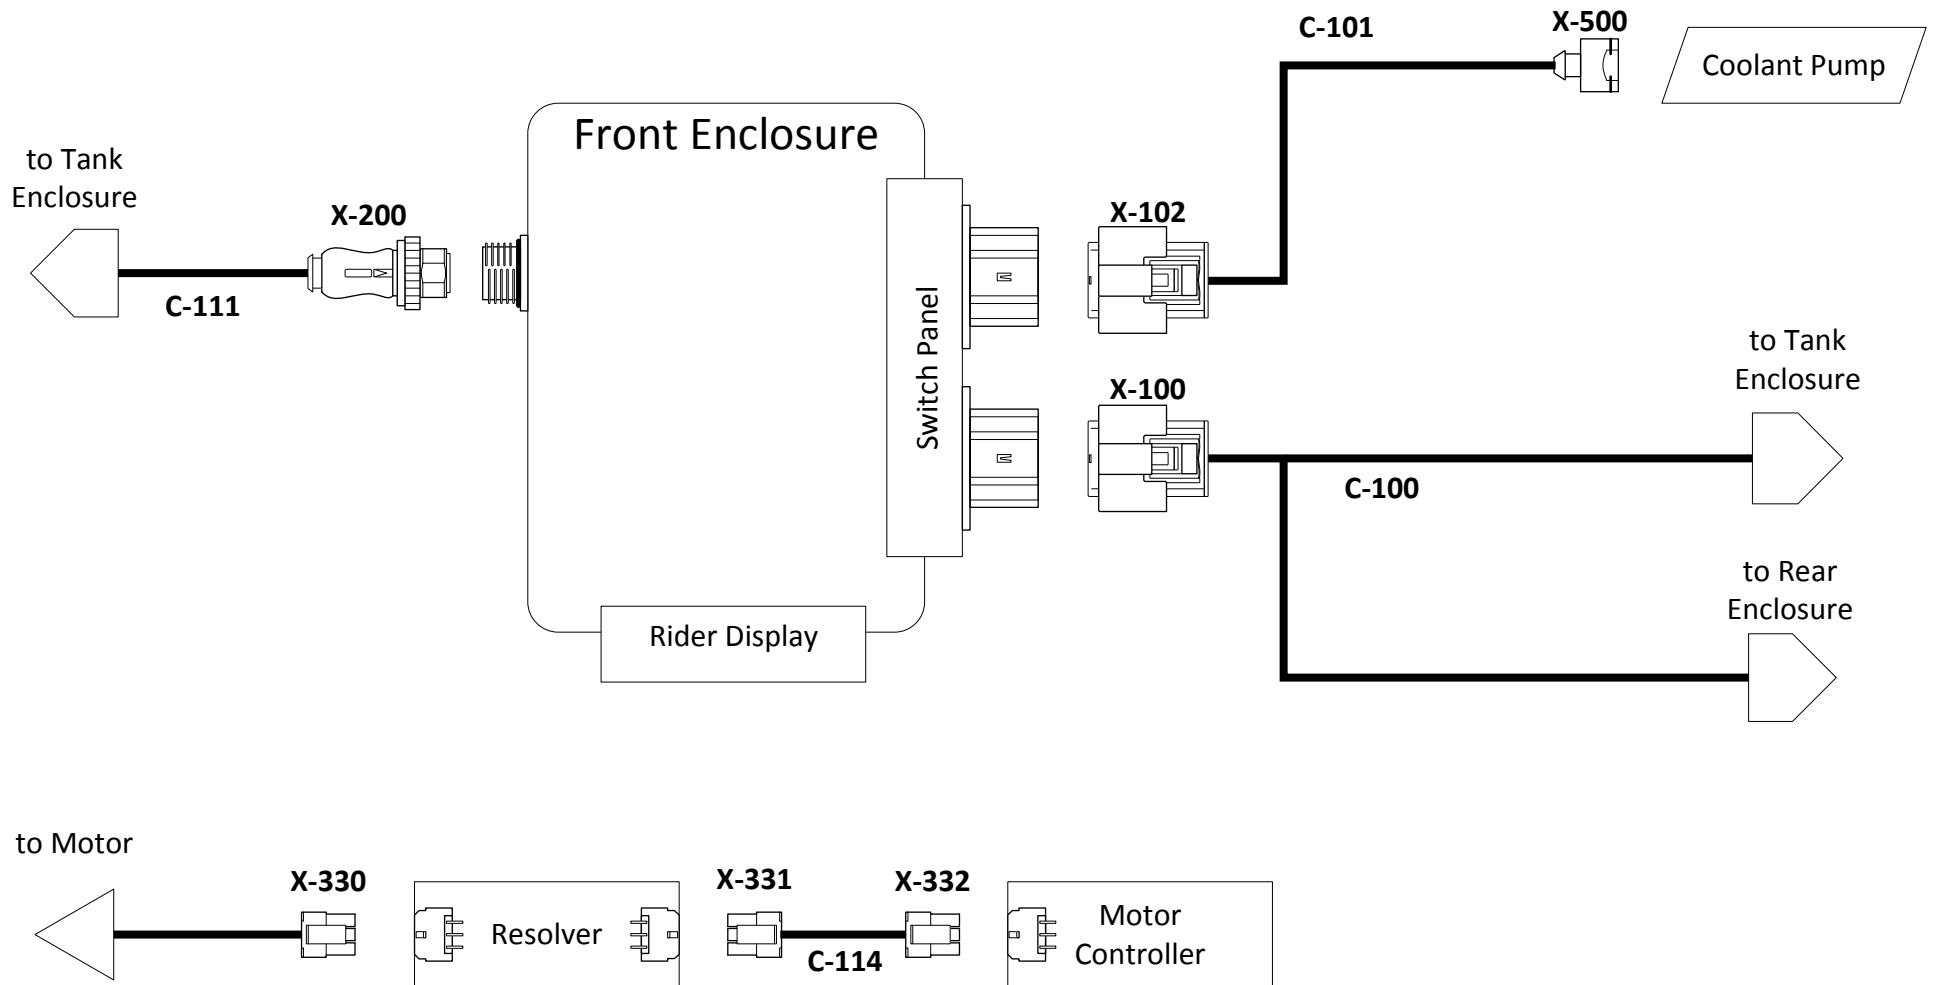 C-101
X-500
Coolant Pump
Front Enclosure
to Tank
Enclosure
X-200
C-111
X-102
Switch Panel
X-100
C-100
to Tank
Enclosure
to Rear
Enclosure
Rider Display
to Motor
X-330
Resolver
X-331
X-332
C-114
Motor
Controller